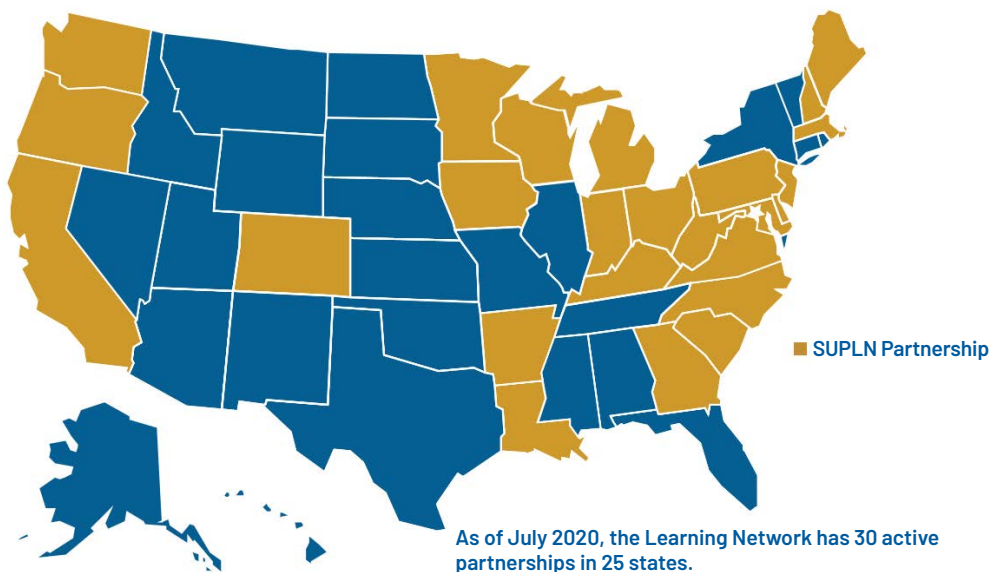 SUPLN Partnership
As of July 2020, the Learning Network has 30 active
partnerships in 25 states.